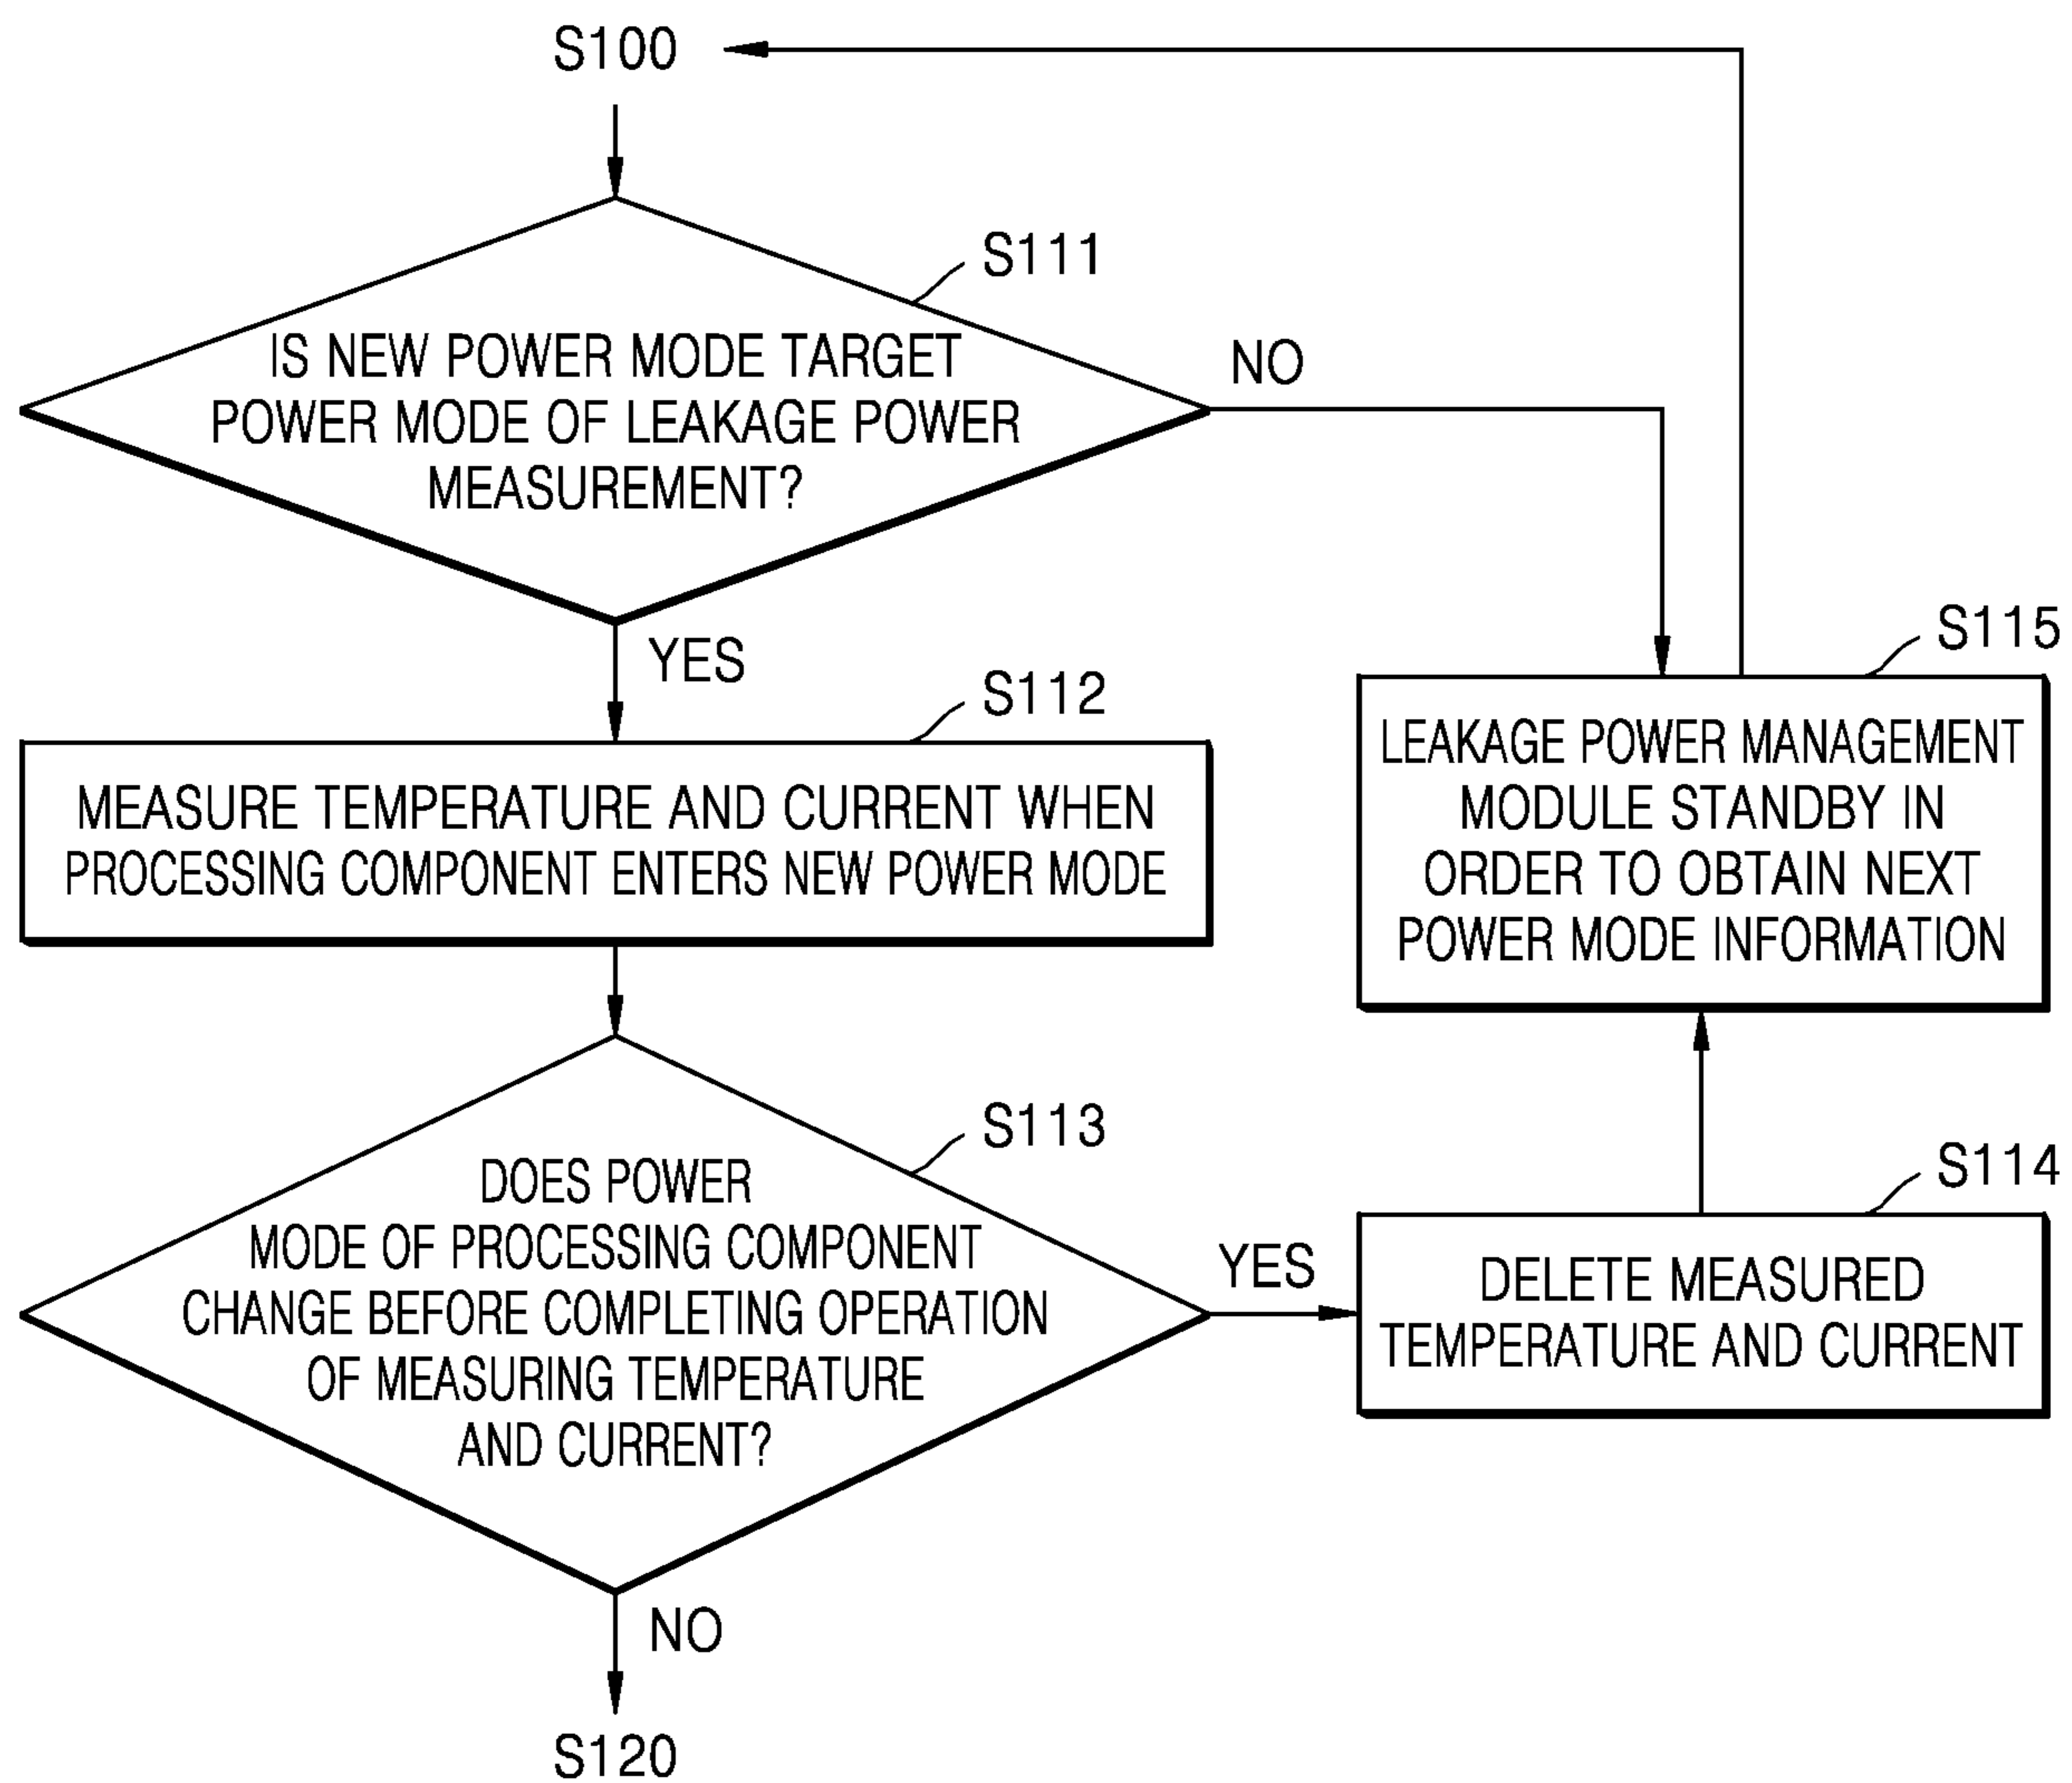 S100
S111
IS NEW POWER MODE TARGET
POWER MODE OF LEAKAGE POWER
MEASUREMENT?
NO
YES
S112
MEASURE TEMPERATURE AND CURRENT WHEN
PROCESSING COMPONENT ENTERS NEW POWER MODE
S115
LEAKAGE POWER MANAGEMENT
MODULE STANDBY IN
ORDER TO OBTAIN NEXT
POWER MODE INFORMATION
S113
DOES POWER
MODE OF PROCESSING COMPONENT
CHANGE BEFORE COMPLETING OPERATION
OF MEASURING TEMPERATURE
AND CURRENT?
YES
S114
DELETE MEASURED
TEMPERATURE AND CURRENT
NO
S120